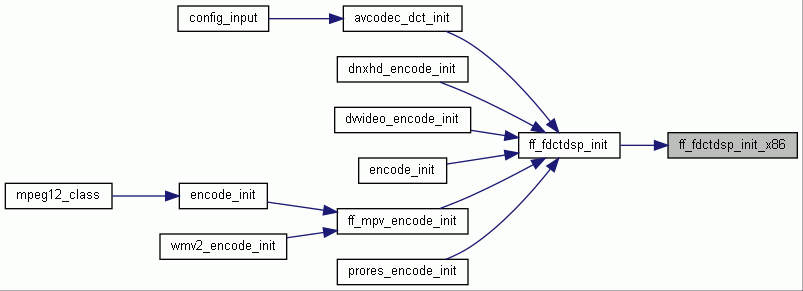 config_input
avcodec_dct_init
dnxhd_encode_init
dvvideo_encode_init
ff_fdctdsp_init
ff_fdctdsp_init_x86
encode_init
mpeg12_class
encode_init
ff_mpv_encode_init
wmv2_encode_init
prores_encode_init